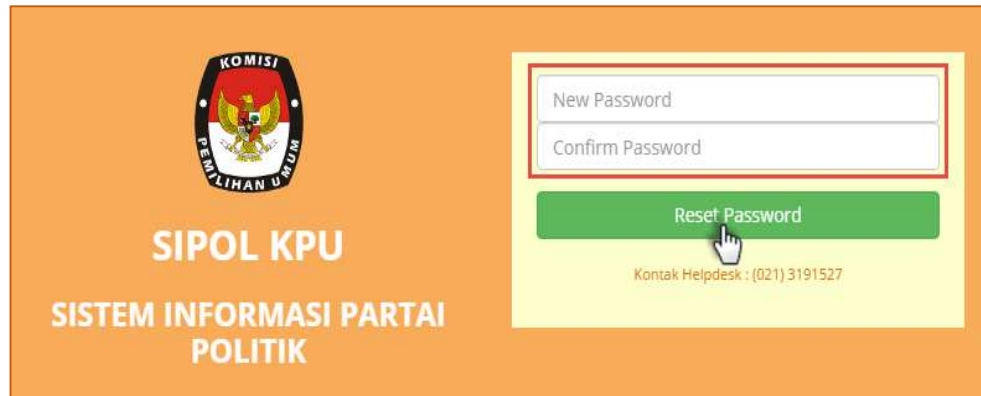 KOMISI
PEMILIHAN UMUM
SIPOL KPU
SISTEM INFORMASI PARTAI
POLITIK
New Password
Confirm Password
Reset Password
Kontak Helpdesk : (021) 3191527